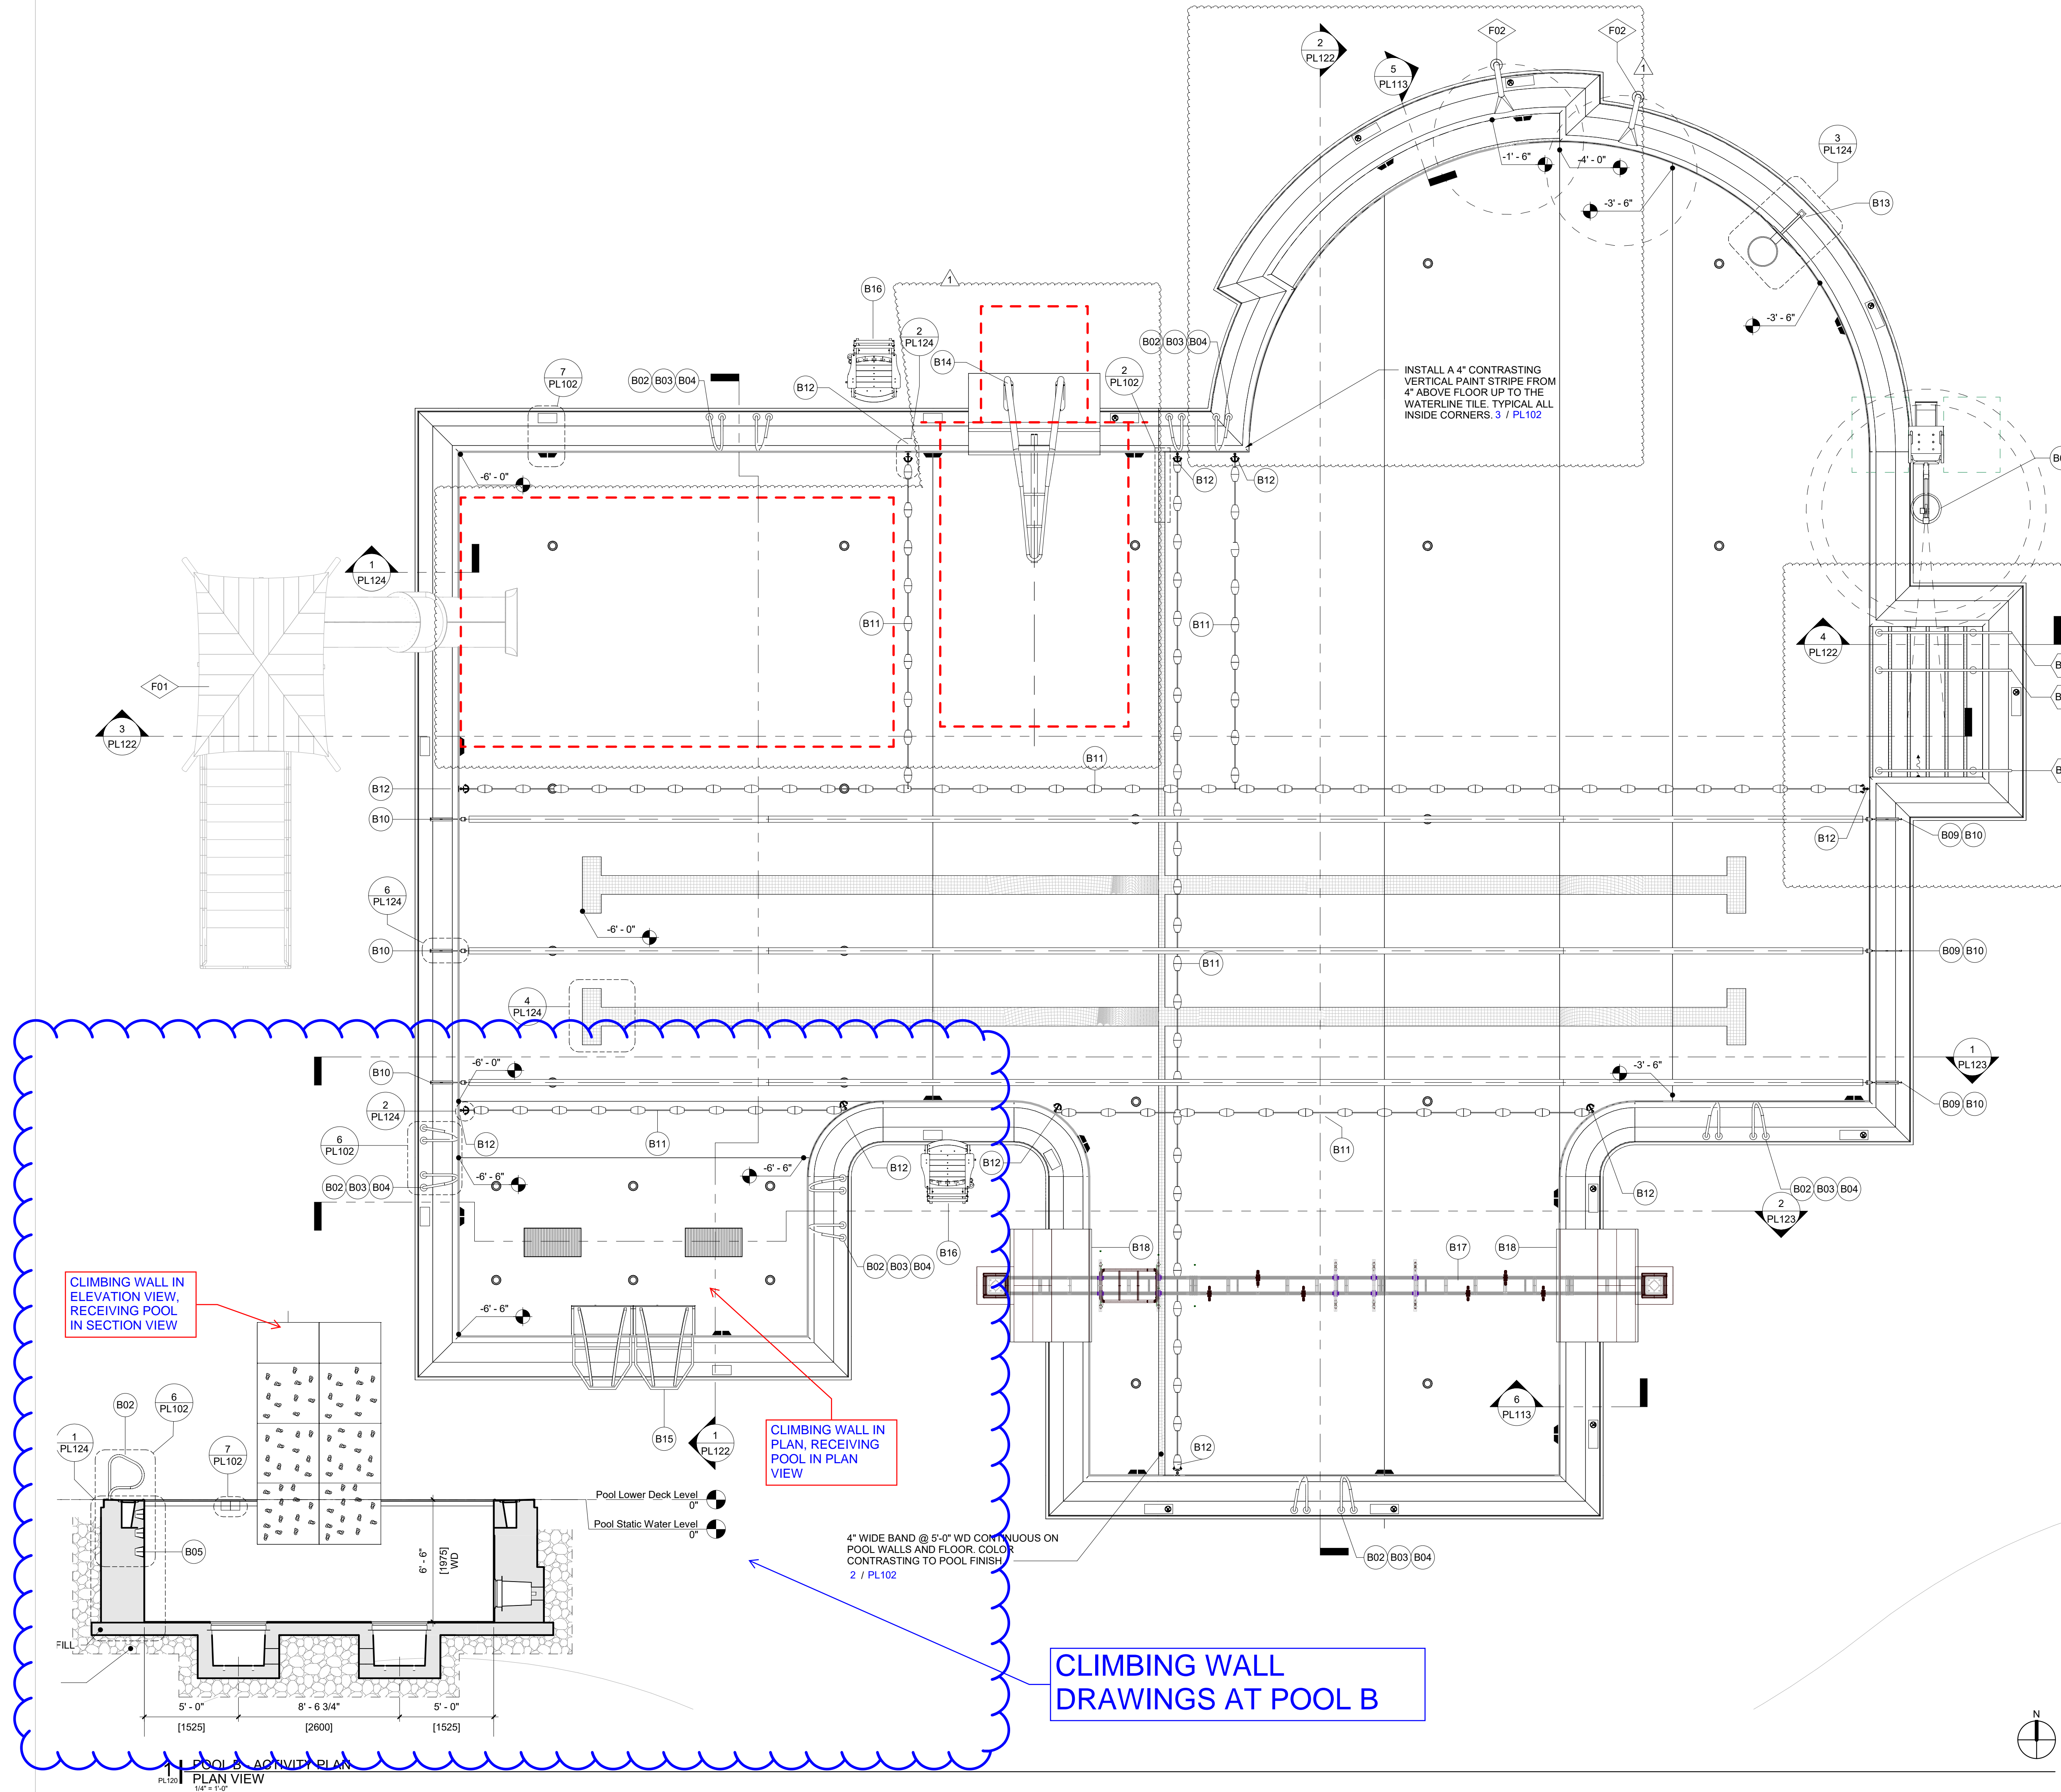 2
PL122
5
PL113
F02
F02
1
3
PL124
B13
-1' - 6"
-4' - 0"
-3' - 6"
-3' - 6"
1
B16
2
PL124
B14
B02 B03 B04
2
PL102
7
PL102
B02 B03 B04
B12
INSTALL A 4" CONTRASTING
VERTICAL PAINT STRIPE FROM
4" ABOVE FLOOR UP TO THE
WATERLINE TILE. TYPICAL ALL
INSIDE CORNERS. 3 / PL102
-6' - 0"
B12
B12
1
PL124
B11
B11
4
PL122
F01
3
PL122
B11
B12
B10
B12
B09 B10
6
PL124
-6' - 0"
B10
B11
B09 B10
4
PL124
-6' - 0"
B10
-3' - 6"
1
PL123
2
PL124
B12
B11
B09 B10
6
PL102
B12
B12
B11
-6' - 6"
-6' - 6"
B02 B03 B04
B12
B02 B03 B04
2
PL123
B16
B02 B03 B04
B18
B17
B18
CLIMBING WALL IN
ELEVATION VIEW,
RECEIVING POOL
IN SECTION VIEW
-6' - 6"
B02
6
PL102
1
PL124
7
PL102
B15
1
PL122
CLIMBING WALL IN
PLAN, RECEIVING
POOL IN PLAN
VIEW
6
PL113
B12
Pool Lower Deck Level
0"
Pool Static Water Level
0"
B05
6' - 6"
[1975]
WD
4" WIDE BAND @ 5'-0" WD CONTINUOUS ON
POOL WALLS AND FLOOR. COLOR
CONTRASTING TO POOL FINISH.
2 / PL102
B02 B03 B04
FILL
5' - 0"
8' - 6 3/4"
5' - 0"
[1525]
[2600]
[1525]
CLIMBING WALL
DRAWINGS AT POOL B
N
1
PL120
POOL B - ACTIVITY PLAN
PLAN VIEW
1/4" = 1'-0"